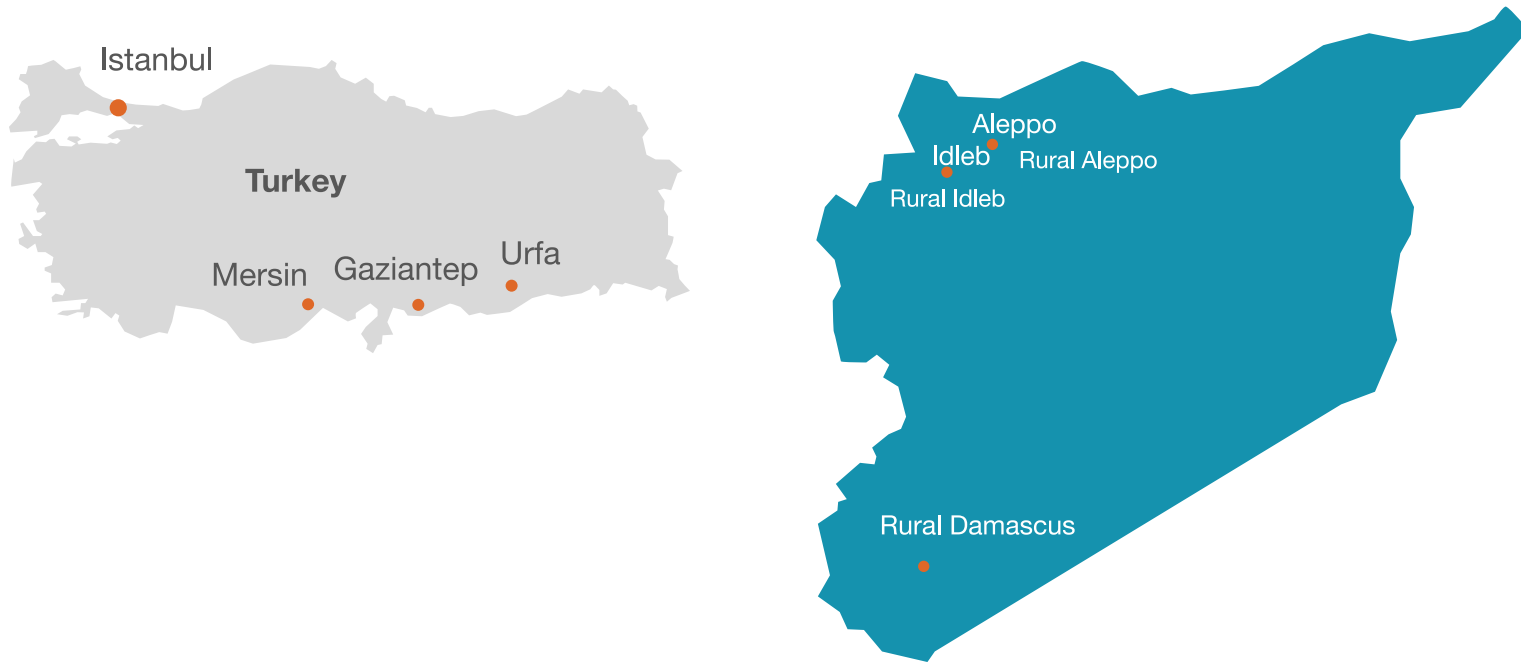 Istanbul
Turkey
Mersin
Gaziantep
Urfa
Aleppo
Idleb
Rural Aleppo
Rural Idleb
Rural Damascus